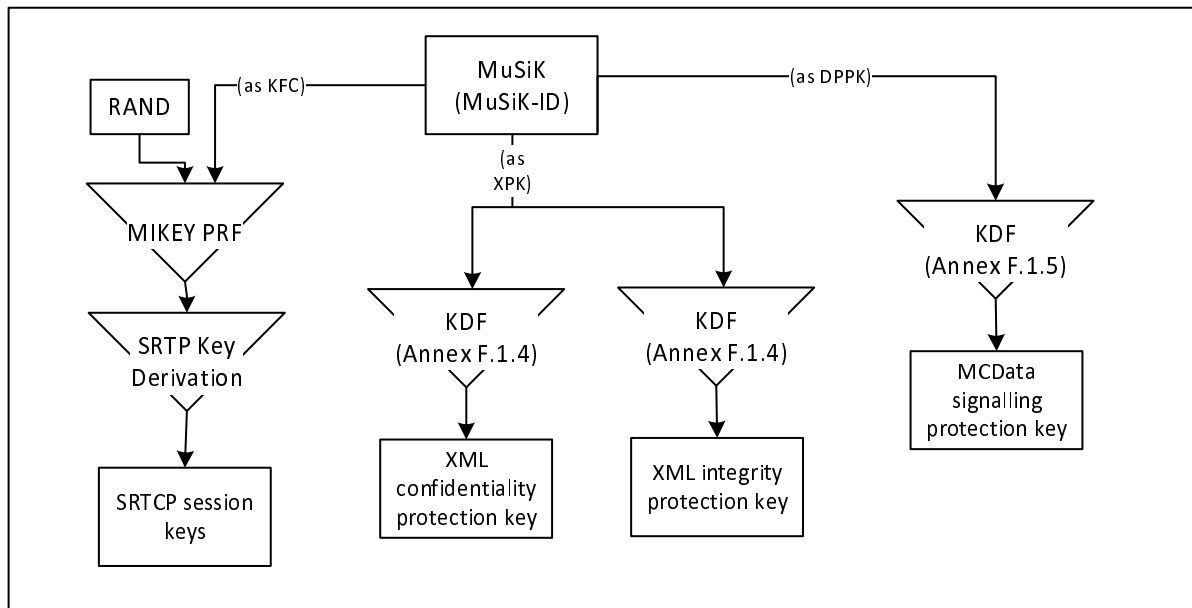 MuSiK
(MuSiK-ID)
(as KFC)
(as DPPK)
RAND
(as
XPK)
MIKEY PRF
KDF
(Annex F.1.5)
SRTP Key
Derivation
KDF
(Annex F.1.4)
KDF
(Annex F.1.4)
MCData
signalling
protection key
SRTCP session
keys
XML
confidentiality
protection key
XML integrity
protection key